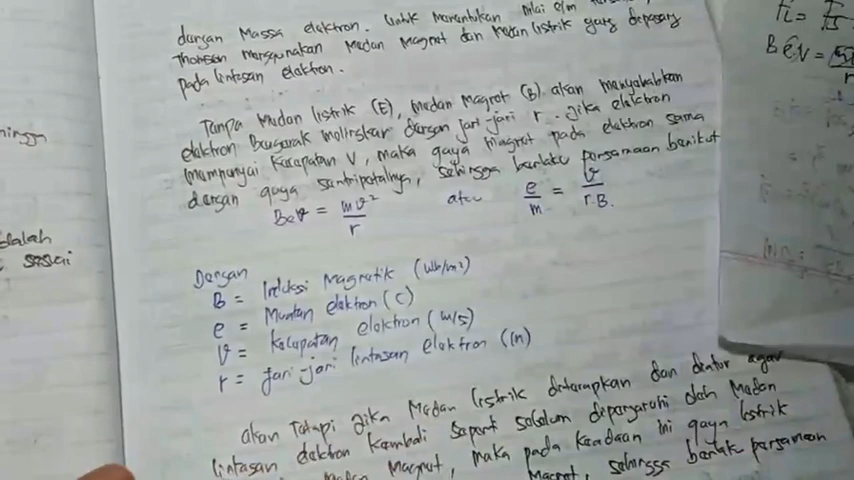 dengan Massa elektron. Untuk Menentukan nilai e/m
Thomson Menggunakan Medan Magnet dan Medan listrik yang dipasang
pada lintasan elektron.
Tanpa Medan listrik (E), medan Magnet (B) akan Menyebabkan
elektron Bergerak melingkar dengan jari-jari r. Jika elektron
Mempunyai Kecepatan V, maka gaya magnet pada elektron sama
dengan gaya sentripetalnya, sehingga berlaku persamaan berikut
Bev = mv²/r atau e/m = v/r.B.
Dengan
B = Induksi Magnetik (Wb/m²)
e = Muatan elektron (C)
v = Kecepatan elektron (m/s)
r = Jari-jari lintasan elektron (m)
akan Tetapi Jika Medan listrik diterapkan dan diatur agar
lintasan elektron Kembali Seperti sebelum dipengaruhi oleh Medan
Magnet, maka pada Keadaan ini gaya listrik
Magnet, sehingga berlaku persamaan
hingga
adalah
sesuai
Bev =
r